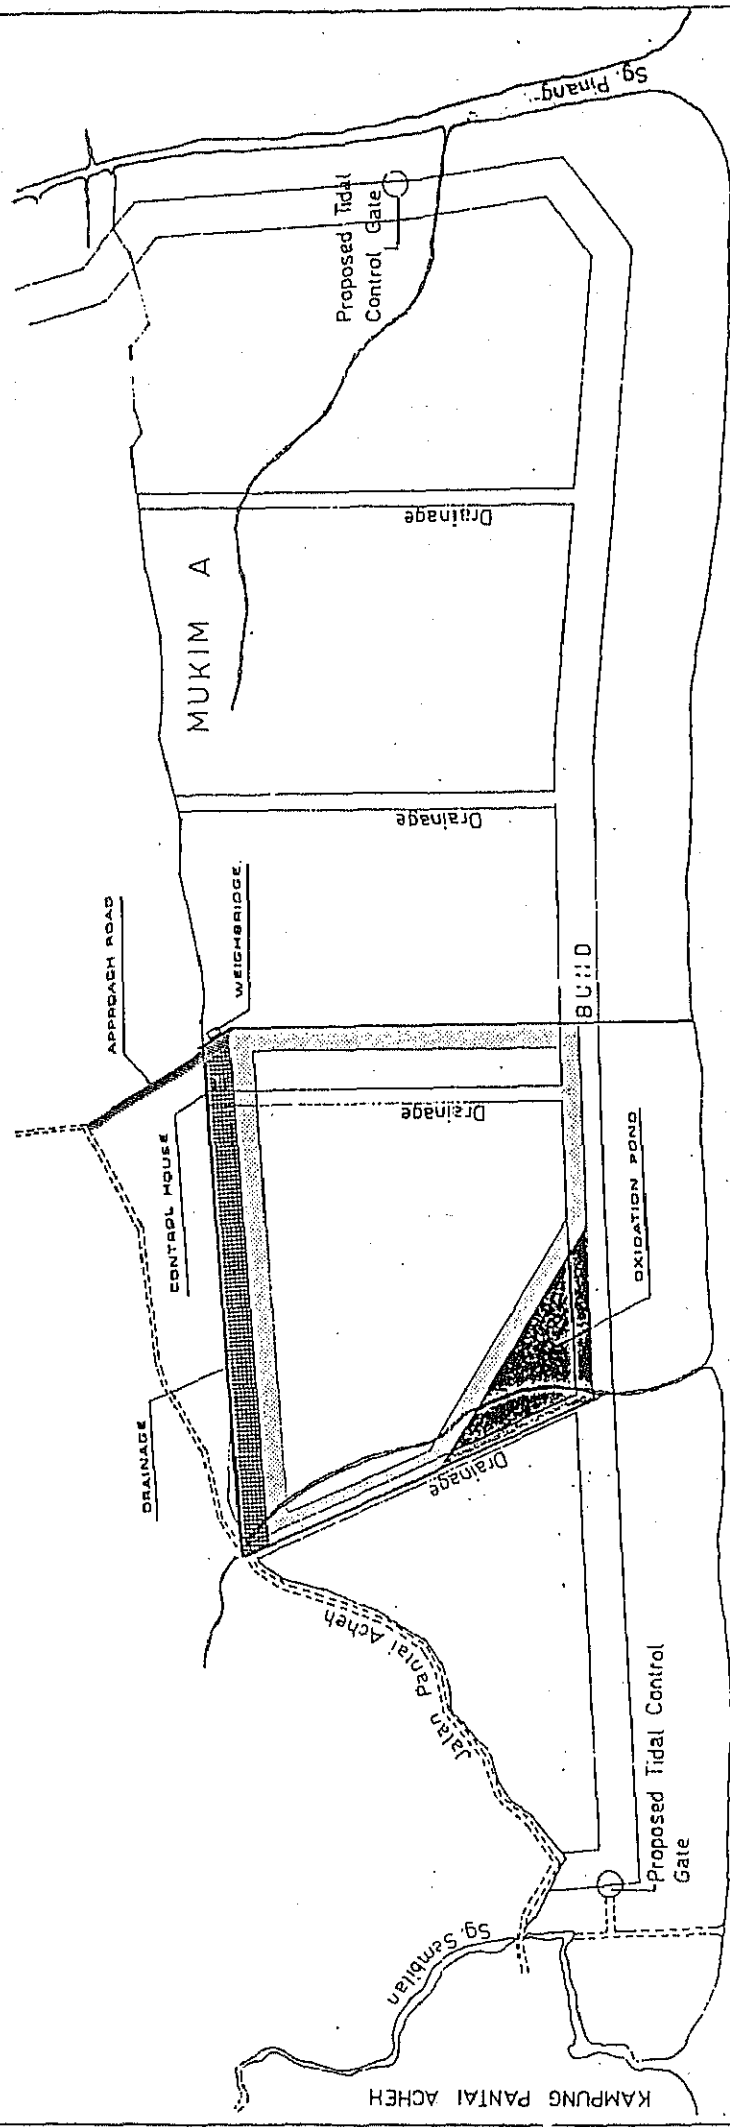 Sg. Pinang
Proposed Tidal
Control Gate
Drainage
MUKIM A
Drainage
APPROACH ROAD
WEIGHBRIDGE
BUND
CONTROL HOUSE
Drainage
OXIDATION POND
DRAINAGE
Drainage
Jalan Pantai Acheh
Proposed Tidal Control
Gate
Sg. Sembilan
KAMPUNG PANTAI ACHEH